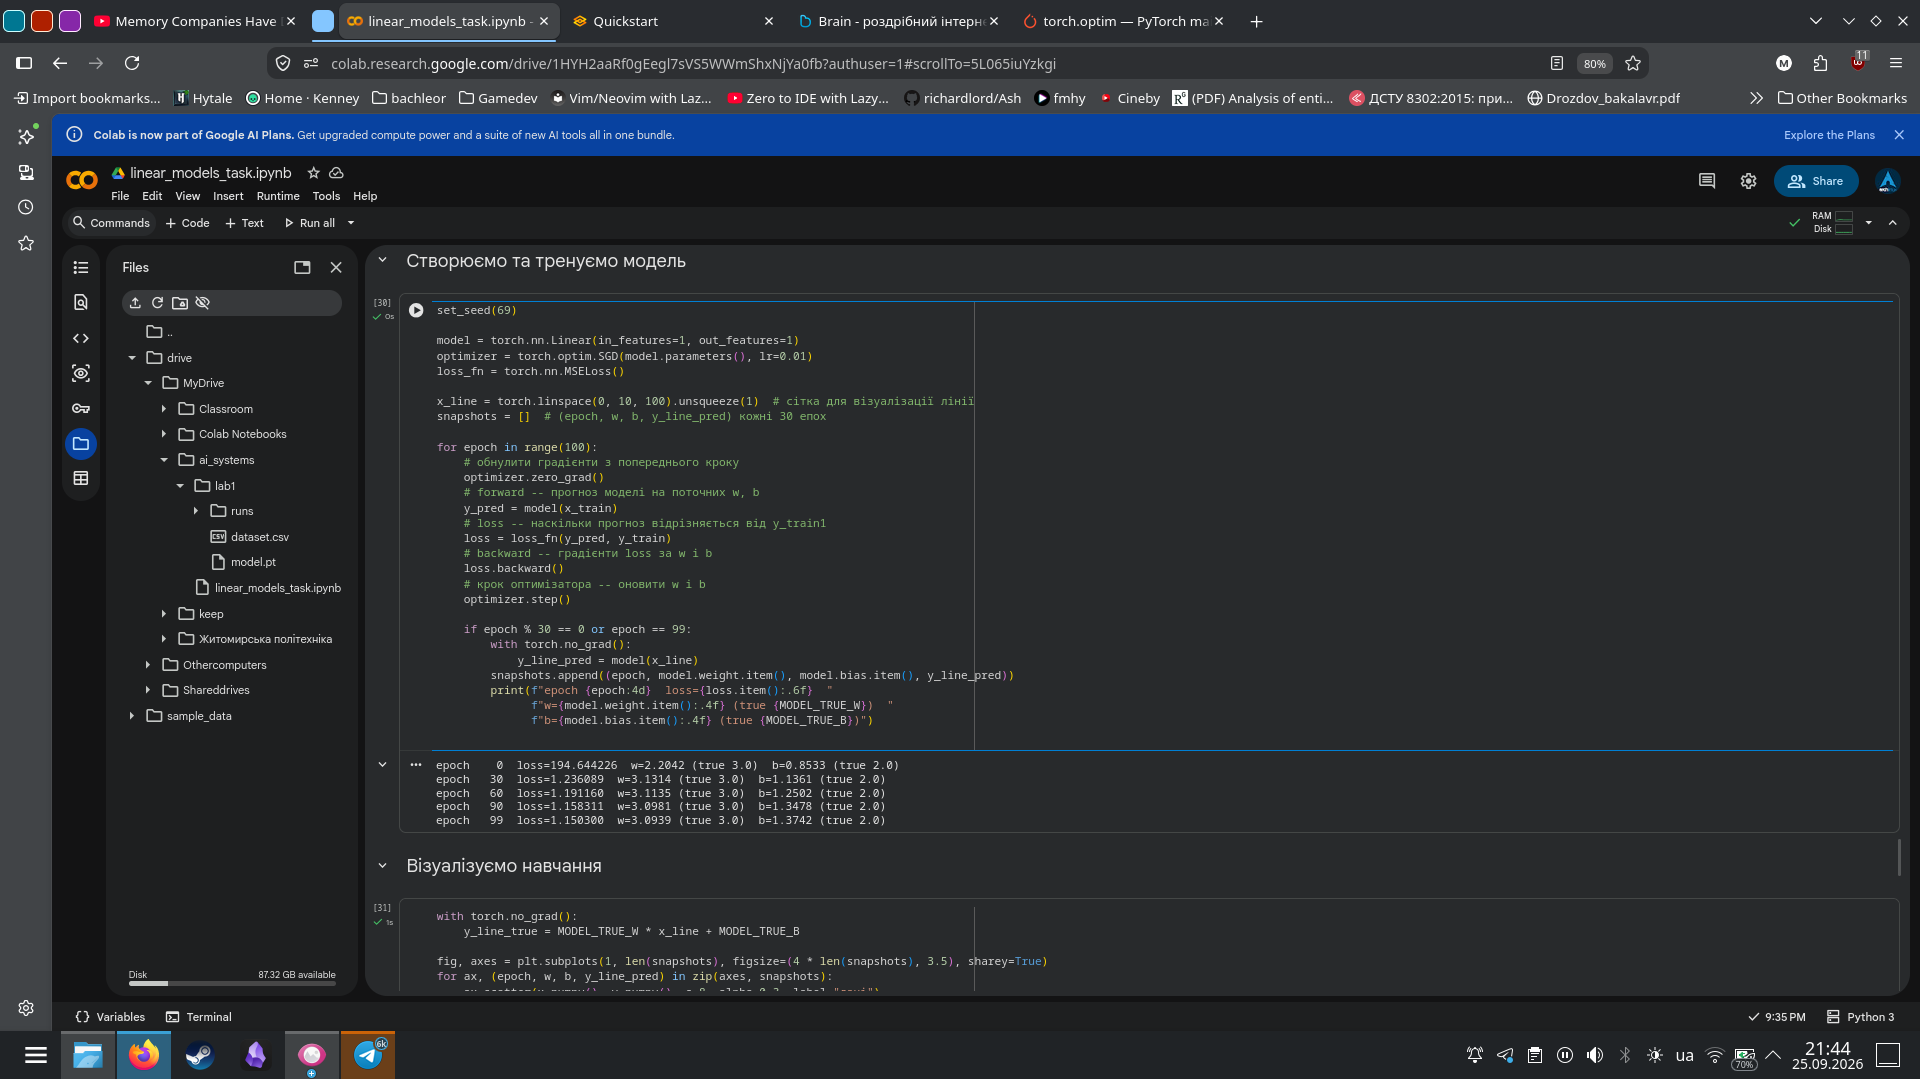 Memory Companies Have
linear_models_task.ipynb -
Quickstart
Brain - роздрібний інтерн
torch.optim — PyTorch ma
colab.research.google.com/drive/1HYH2aaRf0gEegl7sVS5WWmShxNjYa0fb?authuser=1#scrollTo=5L065iuYzkgi
80%
11
Import bookmarks...
Hytale
Home · Kenney
bachleor
Gamedev
Vim/Neovim with Laz...
Zero to IDE with Lazy...
richardlord/Ash
fmhy
Cineby
(PDF) Analysis of enti...
ДСТУ 8302:2015: при...
Drozdov_bakalavr.pdf
Other Bookmarks
Colab is now part of Google AI Plans. Get upgraded compute power and a suite of new AI tools all in one bundle.
Explore the Plans
linear_models_task.ipynb
File Edit View Insert Runtime Tools Help
Share
Commands + Code + Text Run all
RAM
Disk
Files
..
drive
MyDrive
Classroom
Colab Notebooks
ai_systems
lab1
runs
dataset.csv
model.pt
linear_models_task.ipynb
keep
Житомирська політехніка
Othercomputers
Shareddrives
sample_data
Disk 87.32 GB available
Створюємо та тренуємо модель
[30]
0s
set_seed(69)
model = torch.nn.Linear(in_features=1, out_features=1)
optimizer = torch.optim.SGD(model.parameters(), lr=0.01)
loss_fn = torch.nn.MSELoss()
x_line = torch.linspace(0, 10, 100).unsqueeze(1)  # сітка для візуалізації лінії
snapshots = []  # (epoch, w, b, y_line_pred) кожні 30 епох
for epoch in range(100):
# обнулити градієнти з попереднього кроку
optimizer.zero_grad()
# forward -- прогноз моделі на поточних w, b
y_pred = model(x_train)
# loss -- наскільки прогноз відрізняється від y_train1
loss = loss_fn(y_pred, y_train)
# backward -- градієнти loss за w і b
loss.backward()
# крок оптимізатора -- оновити w і b
optimizer.step()
if epoch % 30 == 0 or epoch == 99:
with torch.no_grad():
y_line_pred = model(x_line)
snapshots.append((epoch, model.weight.item(), model.bias.item(), y_line_pred))
print(f"epoch {epoch:4d}  loss={loss.item():.6f}  "
f"w={model.weight.item():.4f} (true {MODEL_TRUE_W})  "
f"b={model.bias.item():.4f} (true {MODEL_TRUE_B})")
epoch    0  loss=194.644226  w=2.2042 (true 3.0)  b=0.8533 (true 2.0)
epoch   30  loss=1.236089  w=3.1314 (true 3.0)  b=1.1361 (true 2.0)
epoch   60  loss=1.191160  w=3.1135 (true 3.0)  b=1.2502 (true 2.0)
epoch   90  loss=1.158311  w=3.0981 (true 3.0)  b=1.3478 (true 2.0)
epoch   99  loss=1.150300  w=3.0939 (true 3.0)  b=1.3742 (true 2.0)
Візуалізуємо навчання
[31]
1s
with torch.no_grad():
y_line_true = MODEL_TRUE_W * x_line + MODEL_TRUE_B
fig, axes = plt.subplots(1, len(snapshots), figsize=(4 * len(snapshots), 3.5), sharey=True)
for ax, (epoch, w, b, y_line_pred) in zip(axes, snapshots):
Variables
Terminal
9:35 PM
Python 3
6k
ua
70%
21:44
25.09.2026